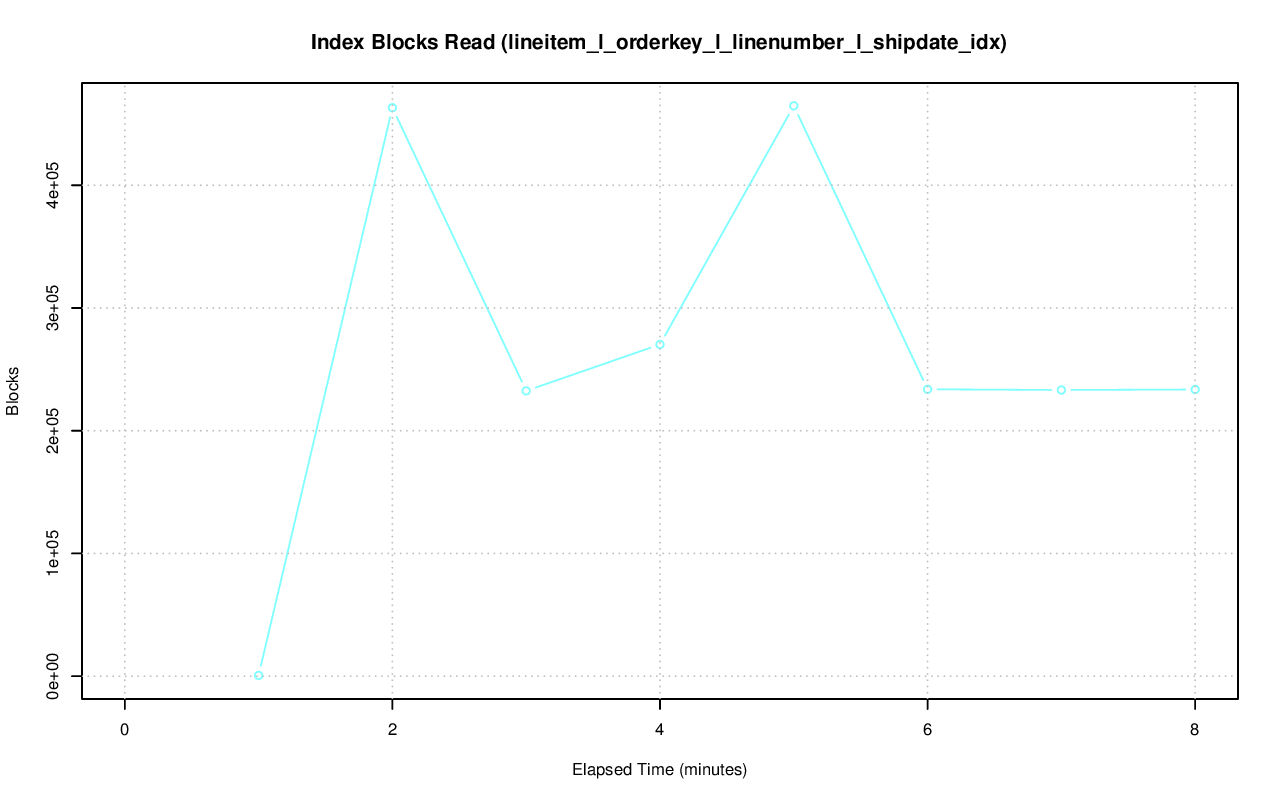 Index Blocks Read (lineitem_l_orderkey_l_linenumber_l_shipdate_idx)
Blocks
4e+05
3e+05
2e+05
1e+05
0e+00
0 2 4 6 8
Elapsed Time (minutes)